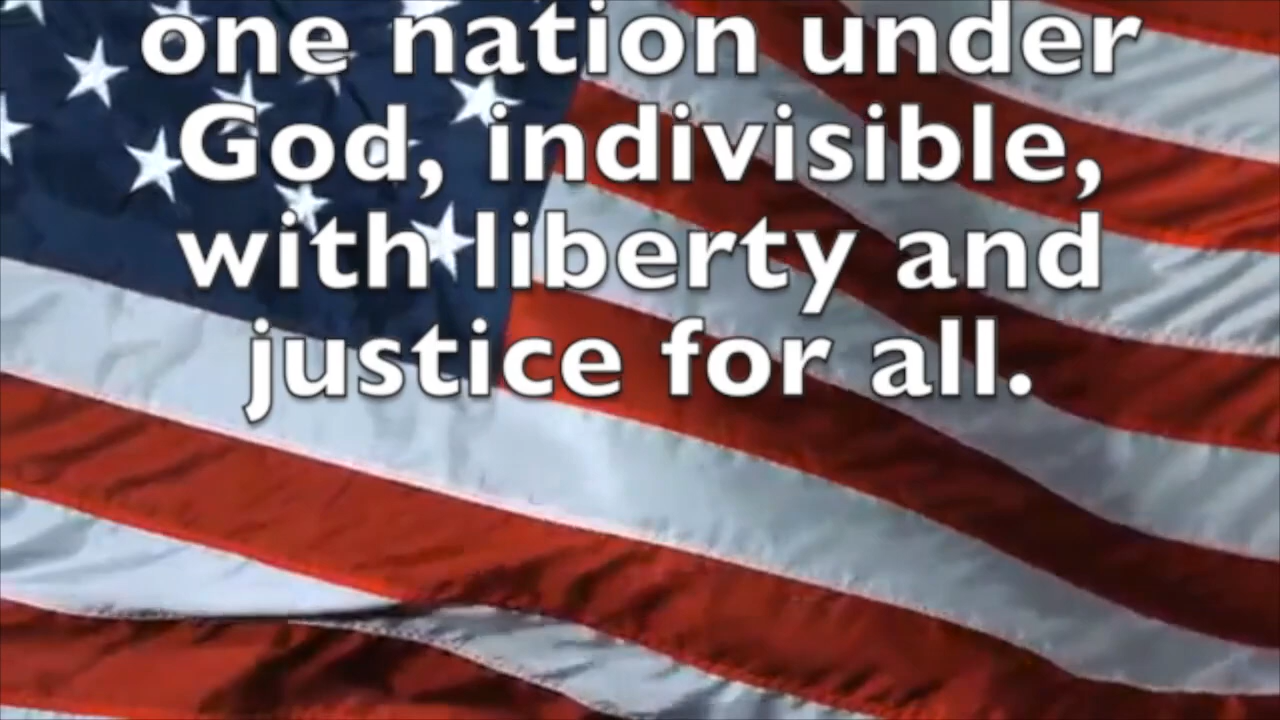 one nation under
God, indivisible,
with liberty and
justice for all.